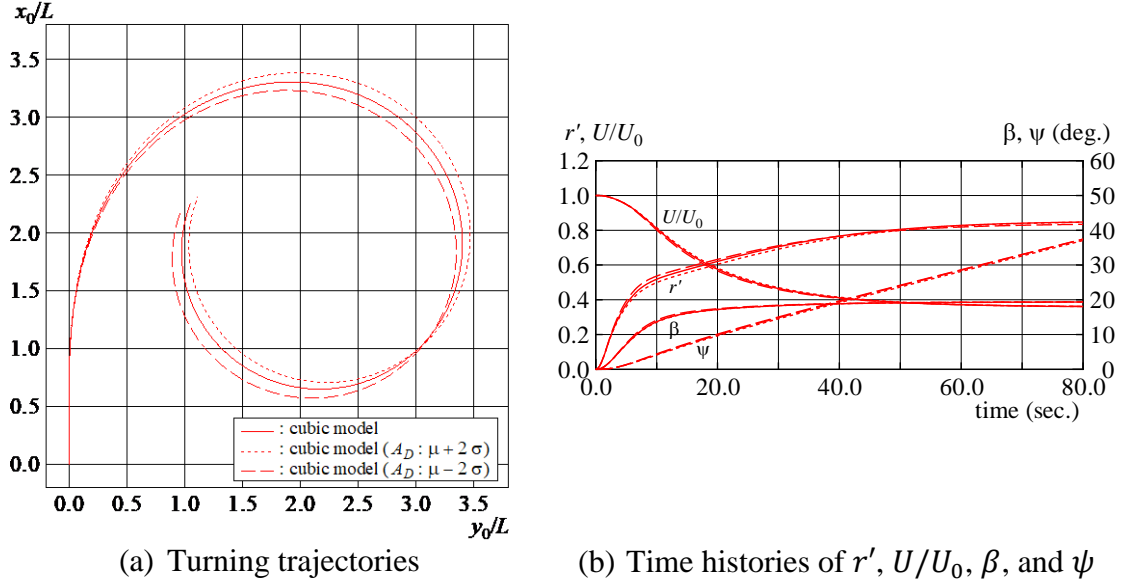 x₀/L
3.5
3.0
2.5
2.0
1.5
1.0
0.5
0.0
: cubic model
: cubic model (A_D : μ + 2 σ)
: cubic model (A_D : μ − 2 σ)
0.0 0.5 1.0 1.5 2.0 2.5 3.0 3.5
y₀/L
(a) Turning trajectories
r′, U/U₀ β, ψ (deg.)
1.2 60
1.0 50
0.8 40
0.6 30
0.4 20
0.2 10
0.0 0
U/U₀
r′
β
ψ
0.0 20.0 40.0 60.0 80.0
time (sec.)
(b) Time histories of r′, U/U₀, β, and ψ